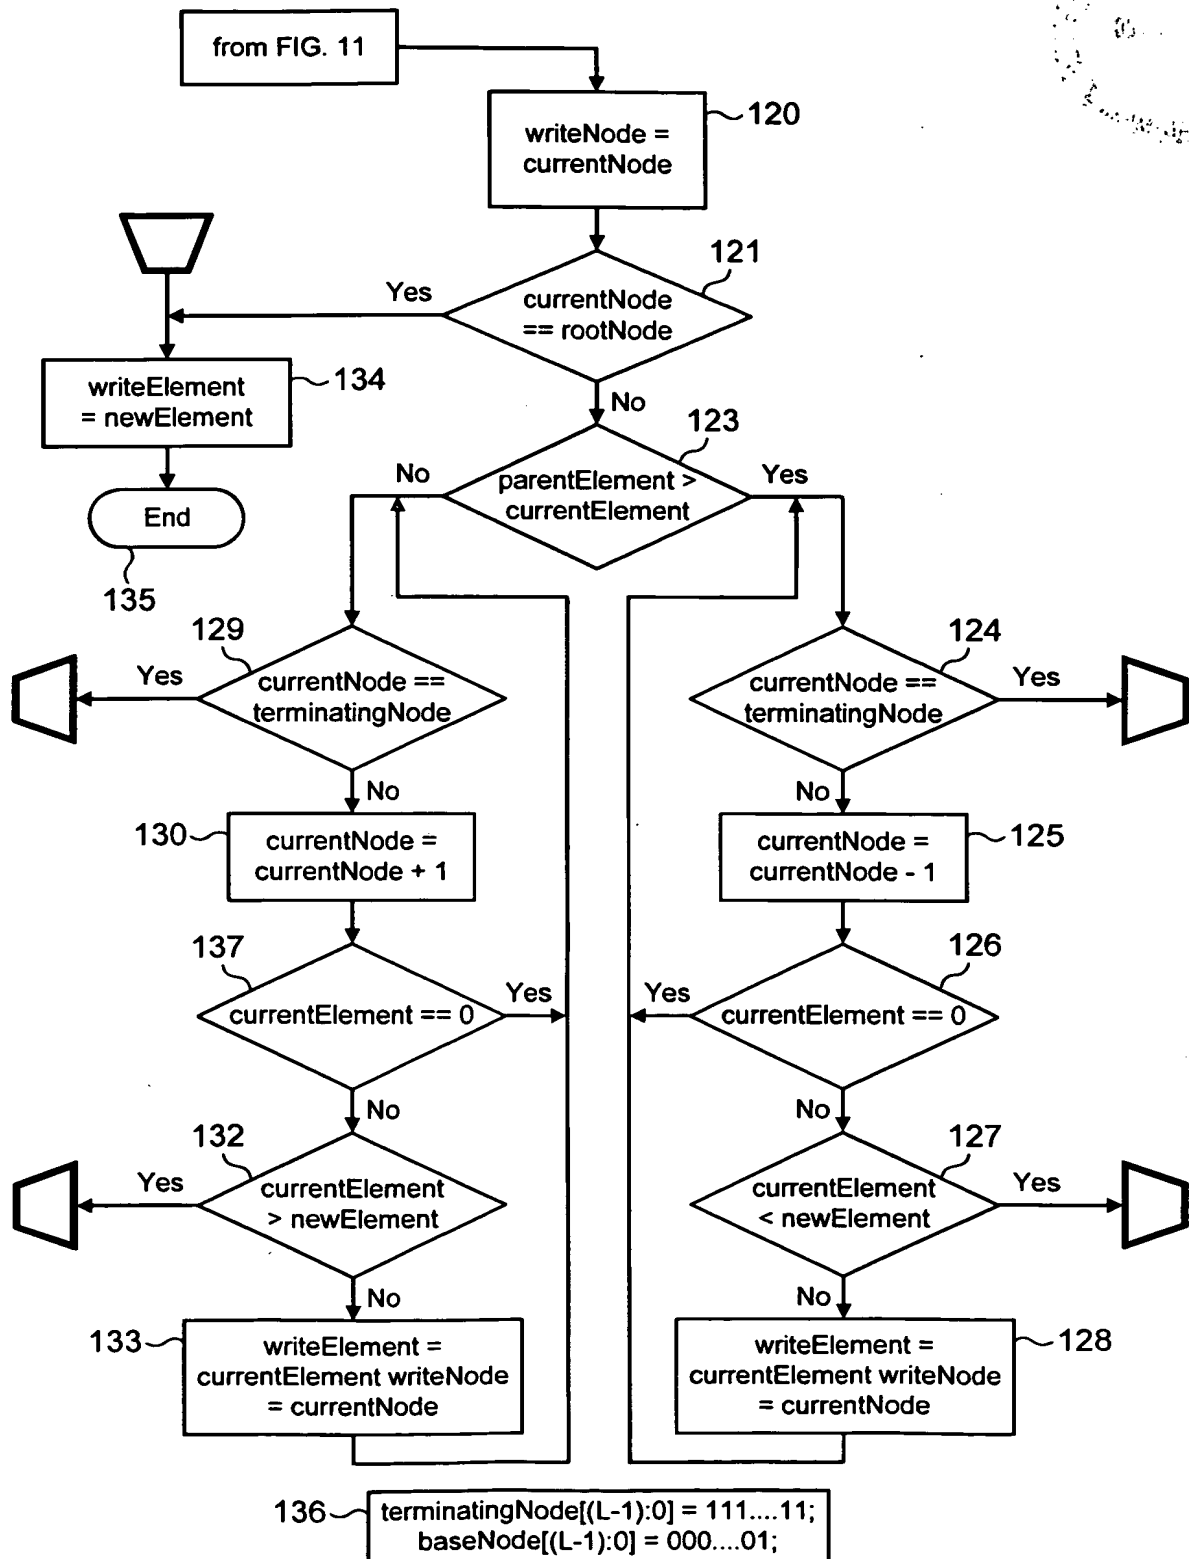 from FIG. 11
120
writeNode =
currentNode
121
Yes
currentNode
== rootNode
134
writeElement
= newElement
No
123
No
parentElement >
currentElement
Yes
End
135
129
Yes
currentNode ==
terminatingNode
124
currentNode ==
terminatingNode
Yes
No
No
130
currentNode =
currentNode + 1
currentNode =
currentNode - 1
125
137
currentElement == 0
Yes
126
Yes
currentElement == 0
No
No
132
Yes
currentElement
> newElement
127
currentElement
< newElement
Yes
No
No
133
writeElement =
currentElement writeNode
= currentNode
writeElement =
currentElement writeNode
= currentNode
128
136
terminatingNode[(L-1):0] = 111....11;
baseNode[(L-1):0] = 000....01;